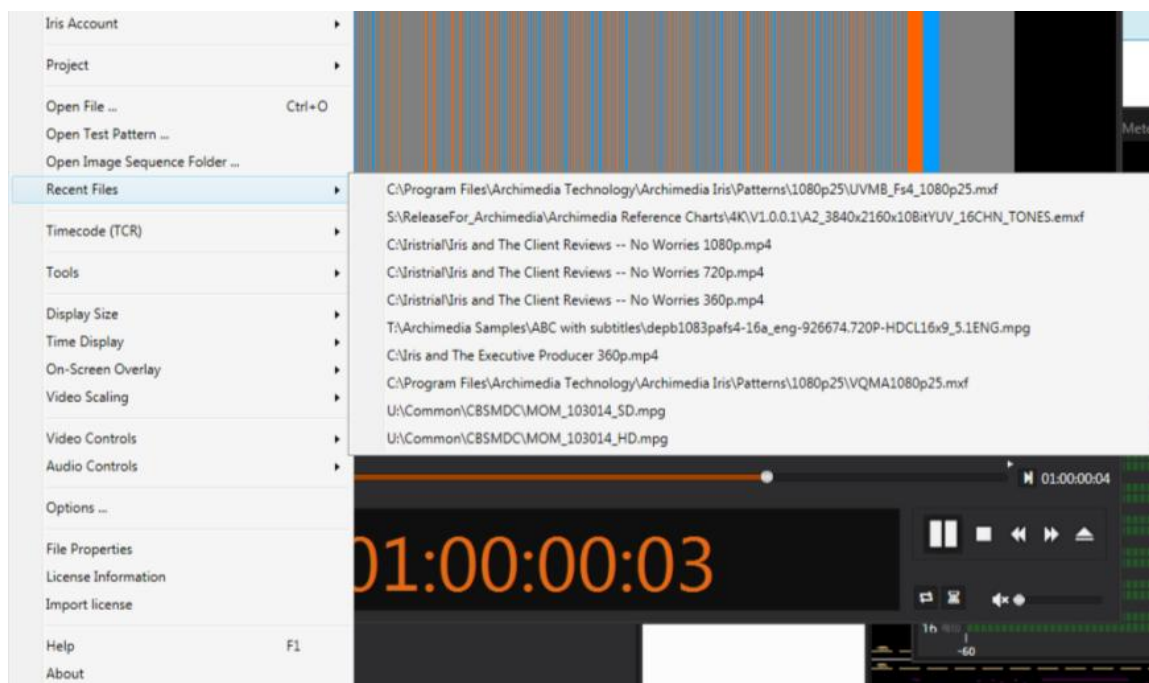 Iris Account
Project
Open File ... Ctrl+O
Open Test Pattern ...
Open Image Sequence Folder ...
Recent Files
Timecode (TCR)
Tools
Display Size
Time Display
On-Screen Overlay
Video Scaling
Video Controls
Audio Controls
Options ...
File Properties
License Information
Import license
Help F1
About
C:\Program Files\Archimedia Technology\Archimedia Iris\Patterns\1080p25\UVMB_Fs4_1080p25.mxf
S:\ReleaseFor_Archimedia\Archimedia Reference Charts\4K\V1.0.0.1\A2_3840x2160x10BitYUV_16CHN_TONES.emxf
C:\Iristrial\Iris and The Client Reviews -- No Worries 1080p.mp4
C:\Iristrial\Iris and The Client Reviews -- No Worries 720p.mp4
C:\Iristrial\Iris and The Client Reviews -- No Worries 360p.mp4
T:\Archimedia Samples\ABC with subtitles\depb1083pafs4-16a_eng-926674.720P-HDCL16x9_5.1ENG.mpg
C:\Iris and The Executive Producer 360p.mp4
C:\Program Files\Archimedia Technology\Archimedia Iris\Patterns\1080p25\VQMA1080p25.mxf
U:\Common\CBSMDC\MOM_103014_SD.mpg
U:\Common\CBSMDC\MOM_103014_HD.mpg
Mete
01:00:00:04
01:00:00:03
16
-60